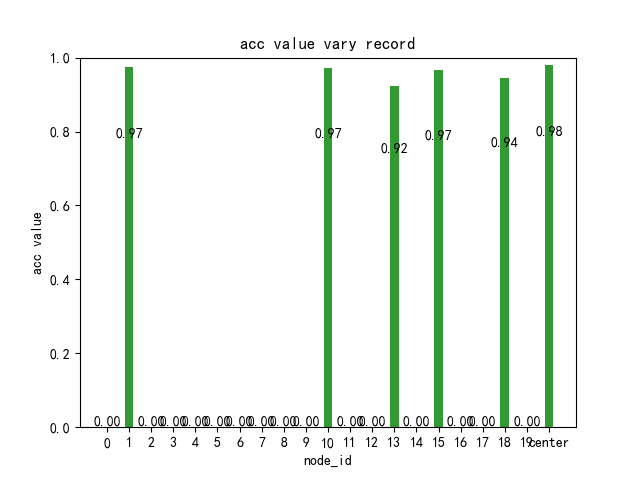 acc value vary record
1.0
0.8
0.6
0.4
0.2
0.0
acc value
0.97 0.97 0.92 0.97 0.94 0.98
0.00 0.00 0.00 0.00 0.00 0.00 0.00 0.00 0.00 0.00 0.00 0.00 0.00 0.00 0.00
0 1 2 3 4 5 6 7 8 9 10 11 12 13 14 15 16 17 18 19 center
node_id